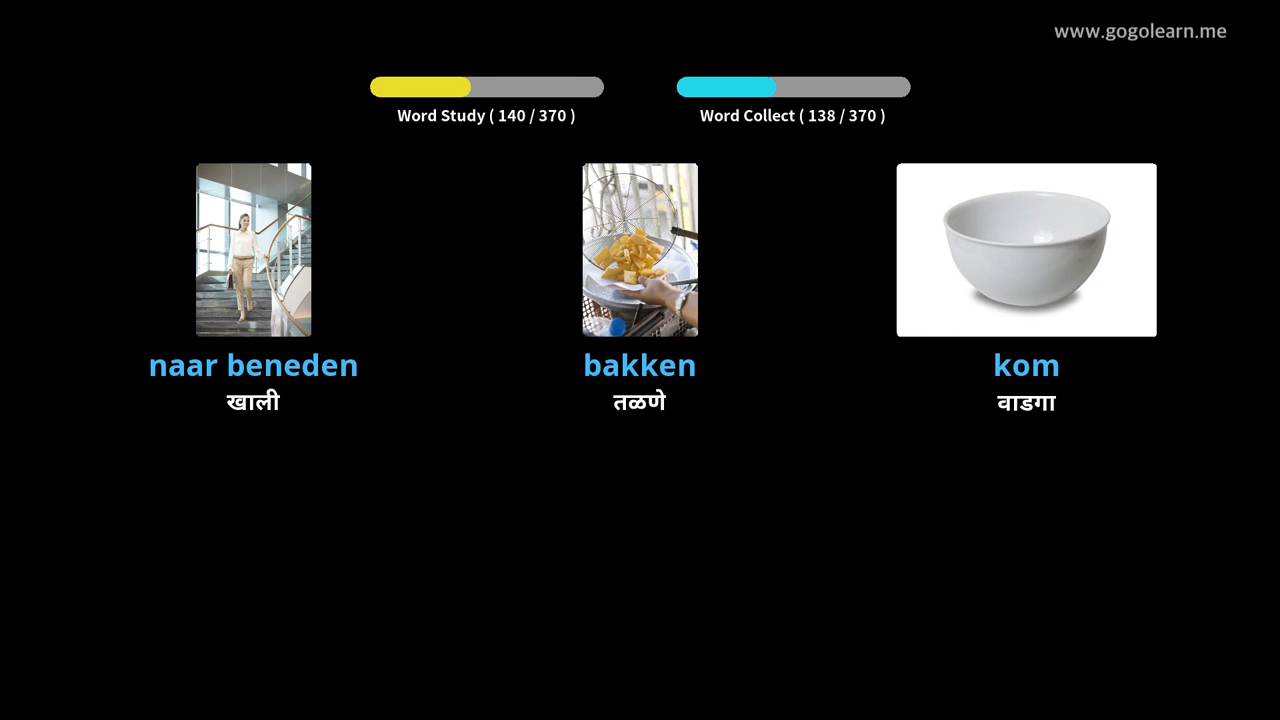 www.gogolearn.me
Word Study ( 140 / 370 )
Word Collect ( 138 / 370 )
naar beneden
खाली
bakken
तळणे
kom
वाडगा